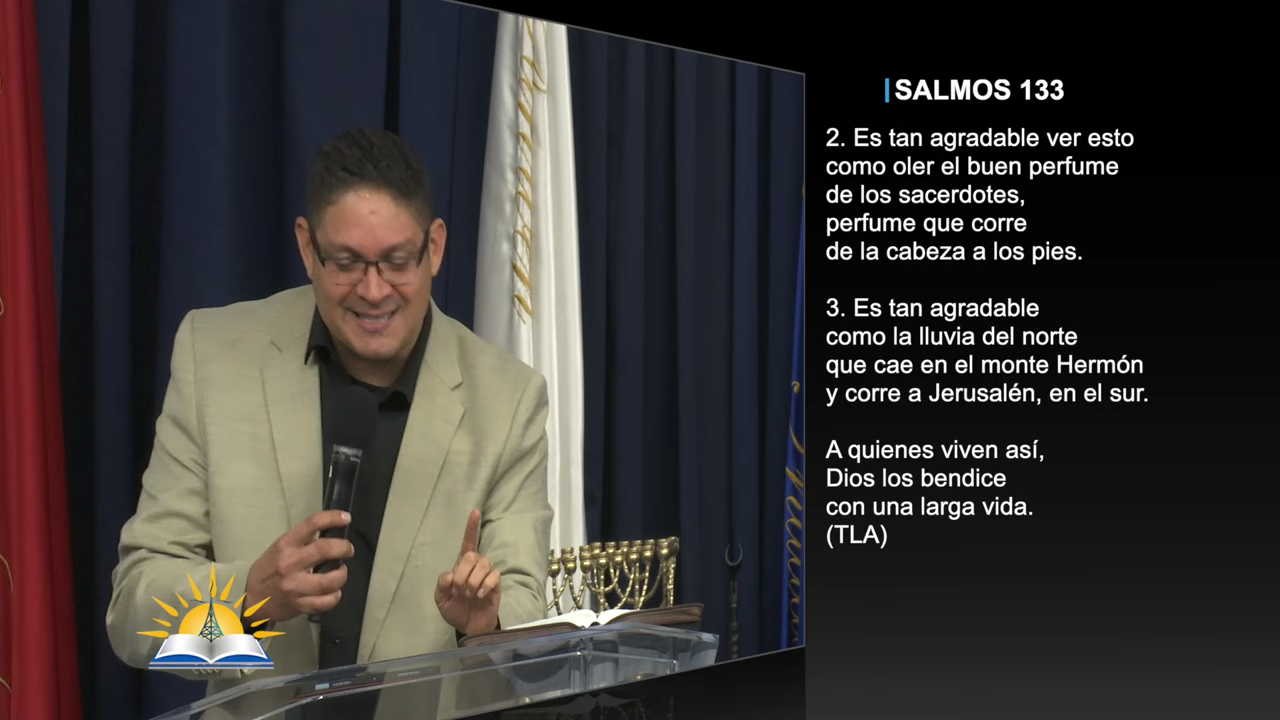 SALMOS 133
2. Es tan agradable ver esto
como oler el buen perfume
de los sacerdotes,
perfume que corre
de la cabeza a los pies.
3. Es tan agradable
como la lluvia del norte
que cae en el monte Hermón
y corre a Jerusalén, en el sur.
A quienes viven así,
Dios los bendice
con una larga vida.
(TLA)